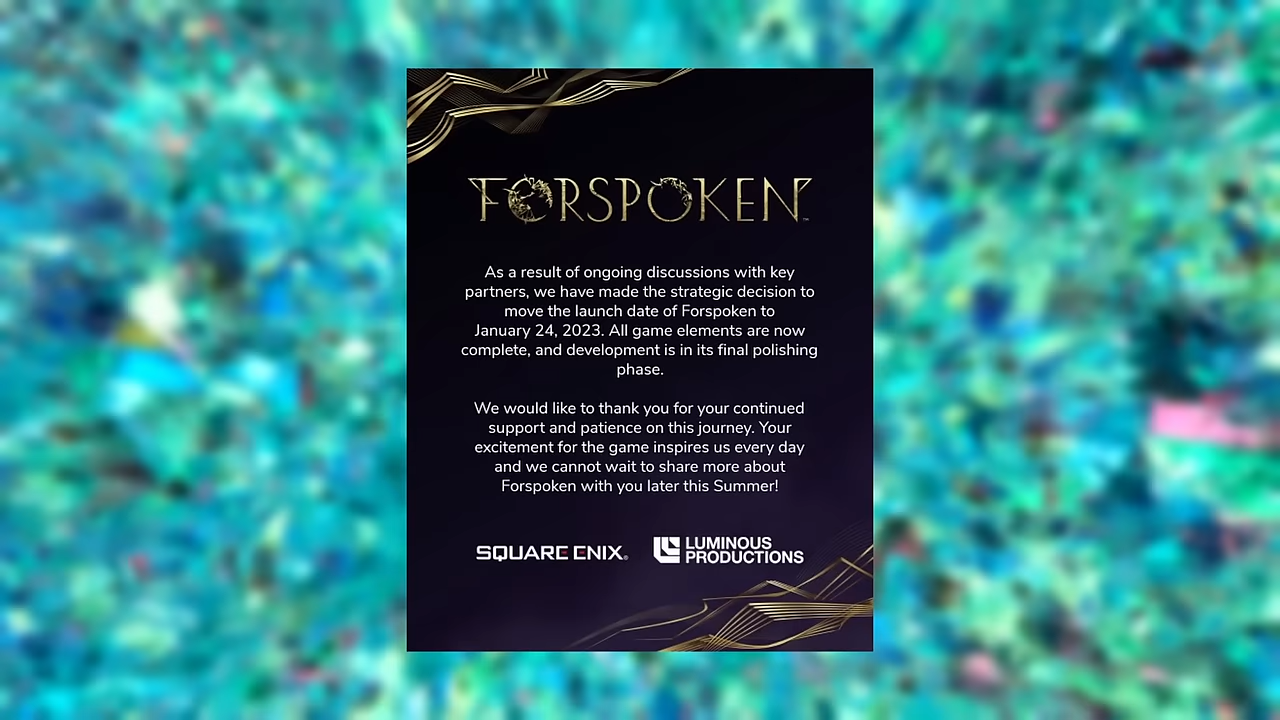 FORSPOKEN™
As a result of ongoing discussions with key
partners, we have made the strategic decision to
move the launch date of Forspoken to
January 24, 2023. All game elements are now
complete, and development is in its final polishing
phase.
We would like to thank you for your continued
support and patience on this journey. Your
excitement for the game inspires us every day
and we cannot wait to share more about
Forspoken with you later this Summer!
SQUARE ENIX®
LUMINOUS
PRODUCTIONS